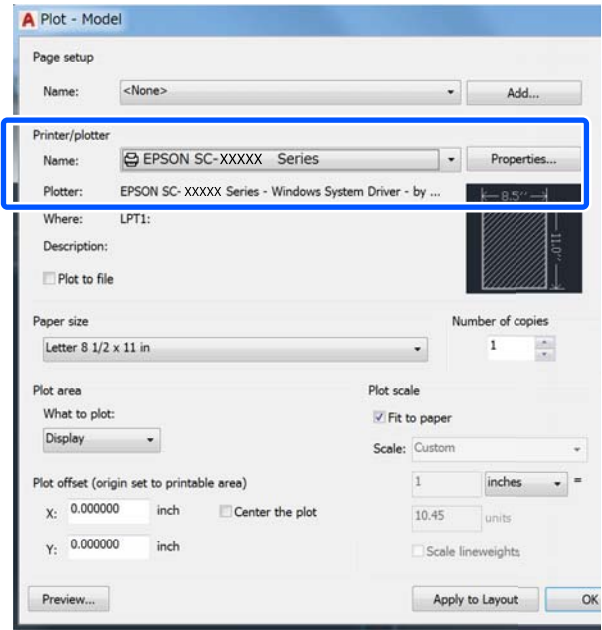 Plot - Model
Page setup
Name: <None> Add...
Printer/plotter
Name: EPSON SC-XXXXX Series Properties...
Plotter: EPSON SC- XXXXX Series - Windows System Driver - by ...
Where: LPT1:
Description:
Plot to file
8.5''
11.0''
Paper size
Letter 8 1/2 x 11 in
Number of copies
1
Plot area
What to plot:
Display
Plot scale
Fit to paper
Scale: Custom
1 inches =
10.45 units
Scale lineweights
Plot offset (origin set to printable area)
X: 0.000000 inch Center the plot
Y: 0.000000 inch
Preview... Apply to Layout OK